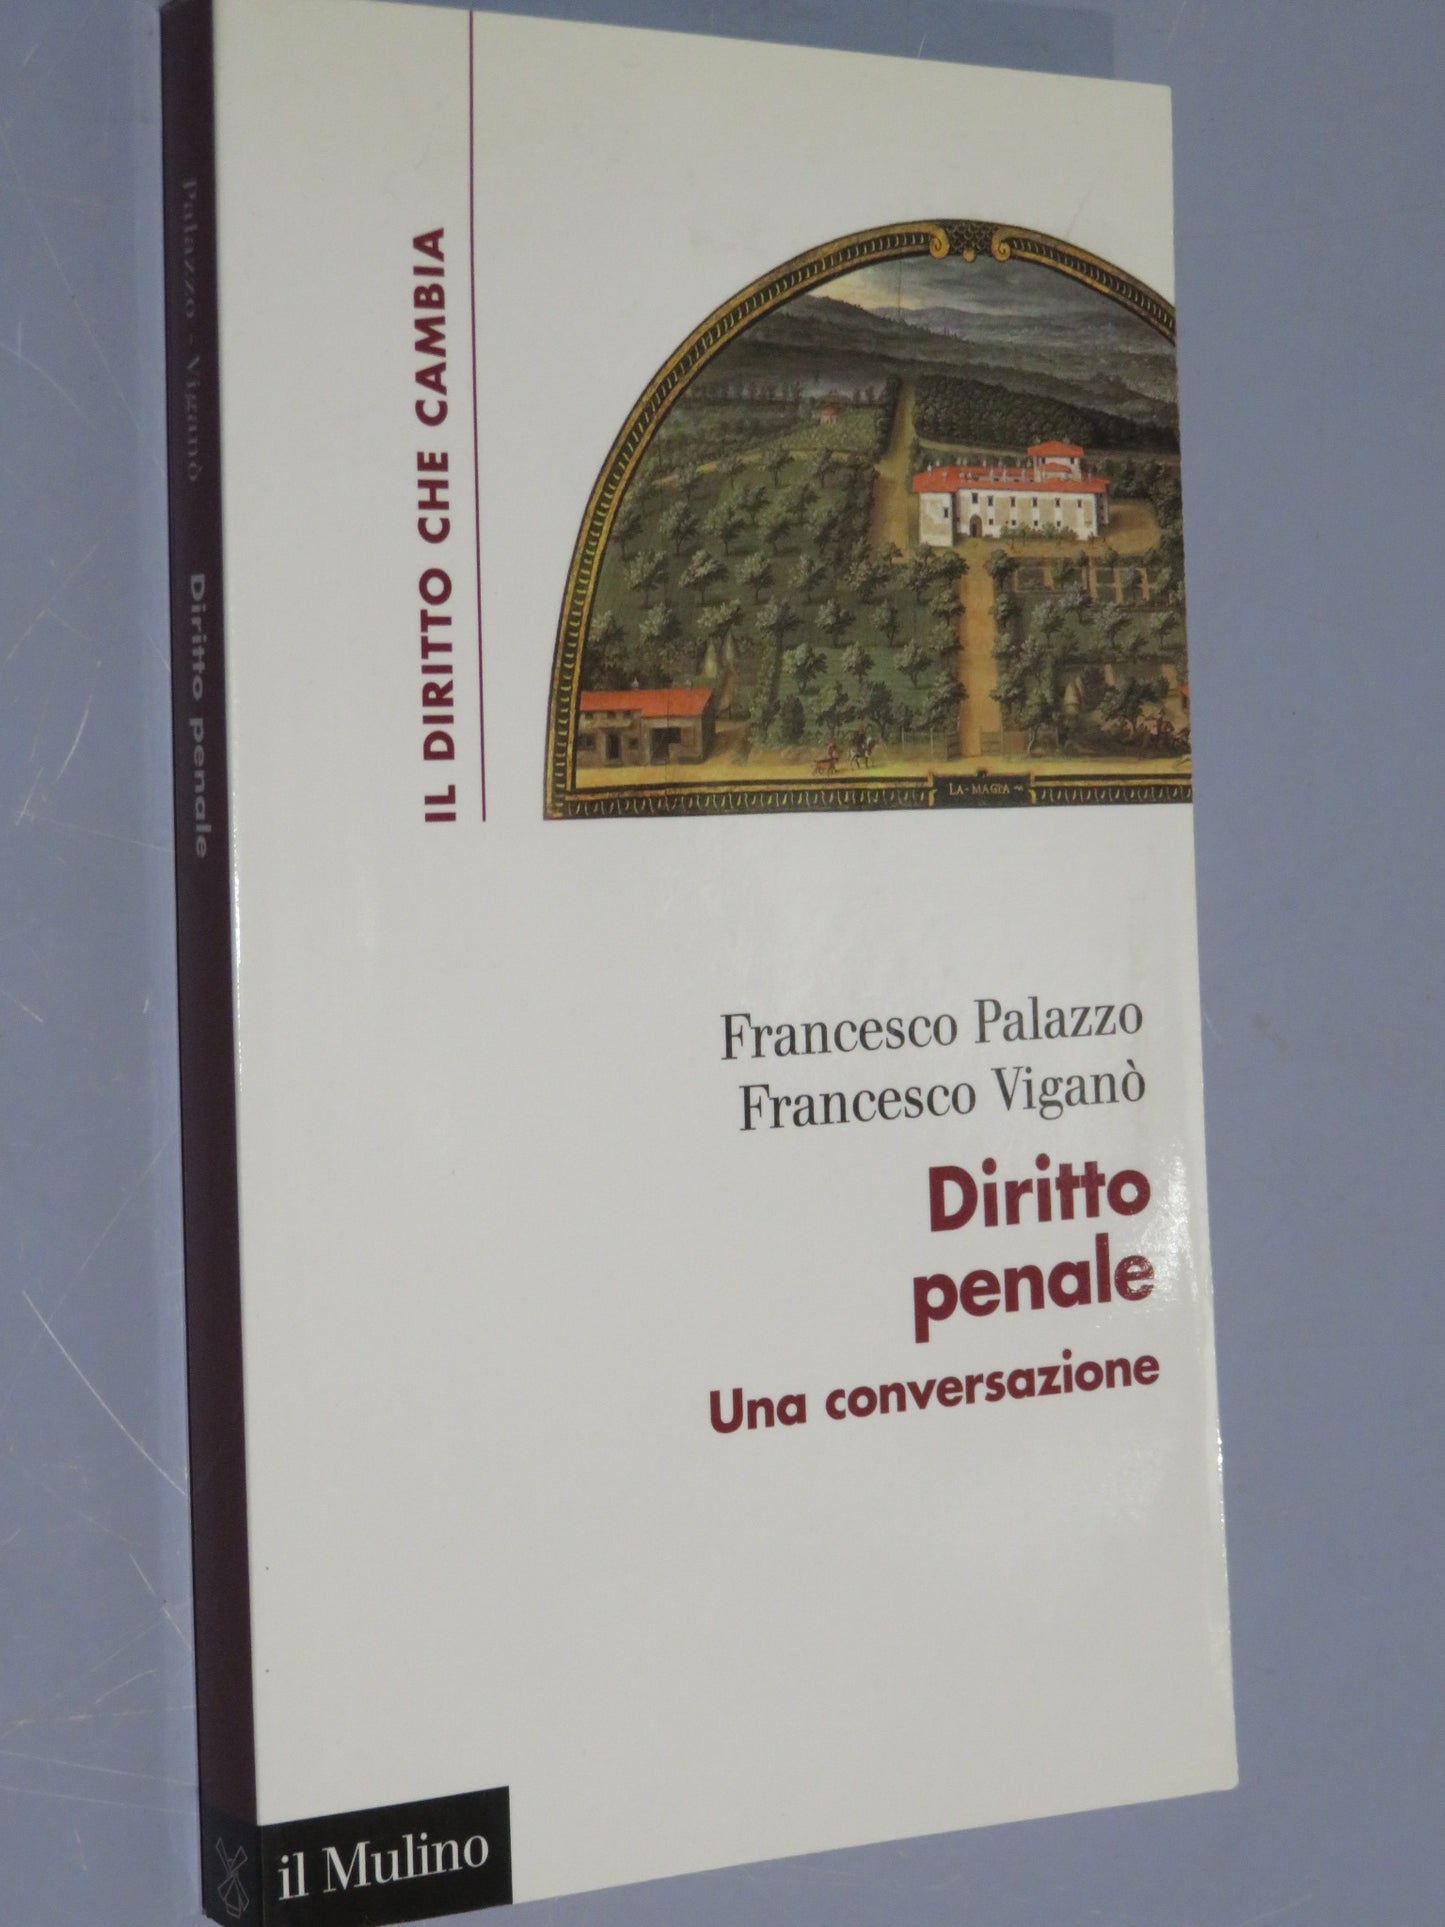 Palazzo - Viganò Diritto penale
IL DIRITTO CHE CAMBIA
LA·MAGIA
Francesco Palazzo
Francesco Viganò
Diritto
penale
Una conversazione
il Mulino